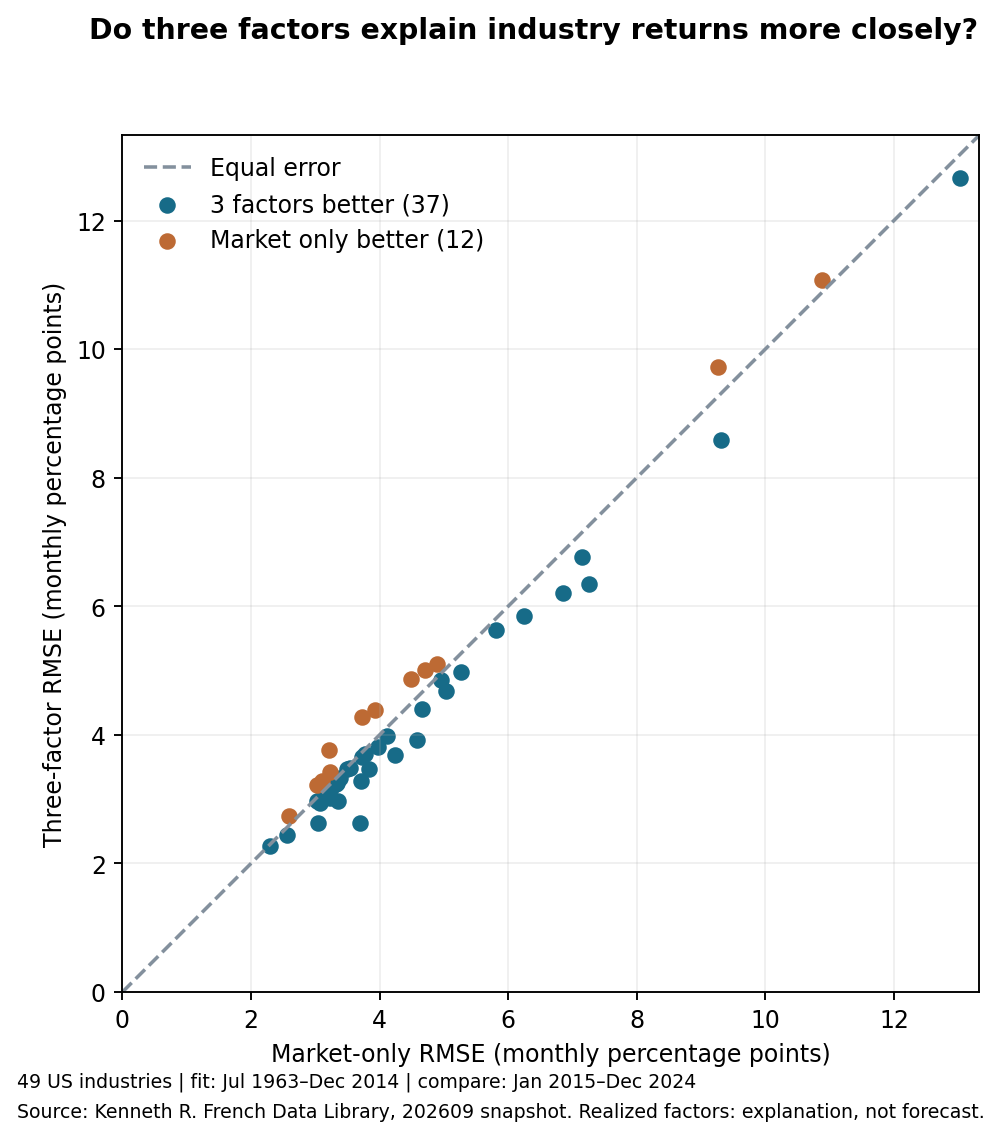 Do three factors explain industry returns more closely?
Equal error
3 factors better (37)
Market only better (12)
Three-factor RMSE (monthly percentage points)
12
10
8
6
4
2
0
0 2 4 6 8 10 12
Market-only RMSE (monthly percentage points)
49 US industries | fit: Jul 1963–Dec 2014 | compare: Jan 2015–Dec 2024
Source: Kenneth R. French Data Library, 202609 snapshot. Realized factors: explanation, not forecast.